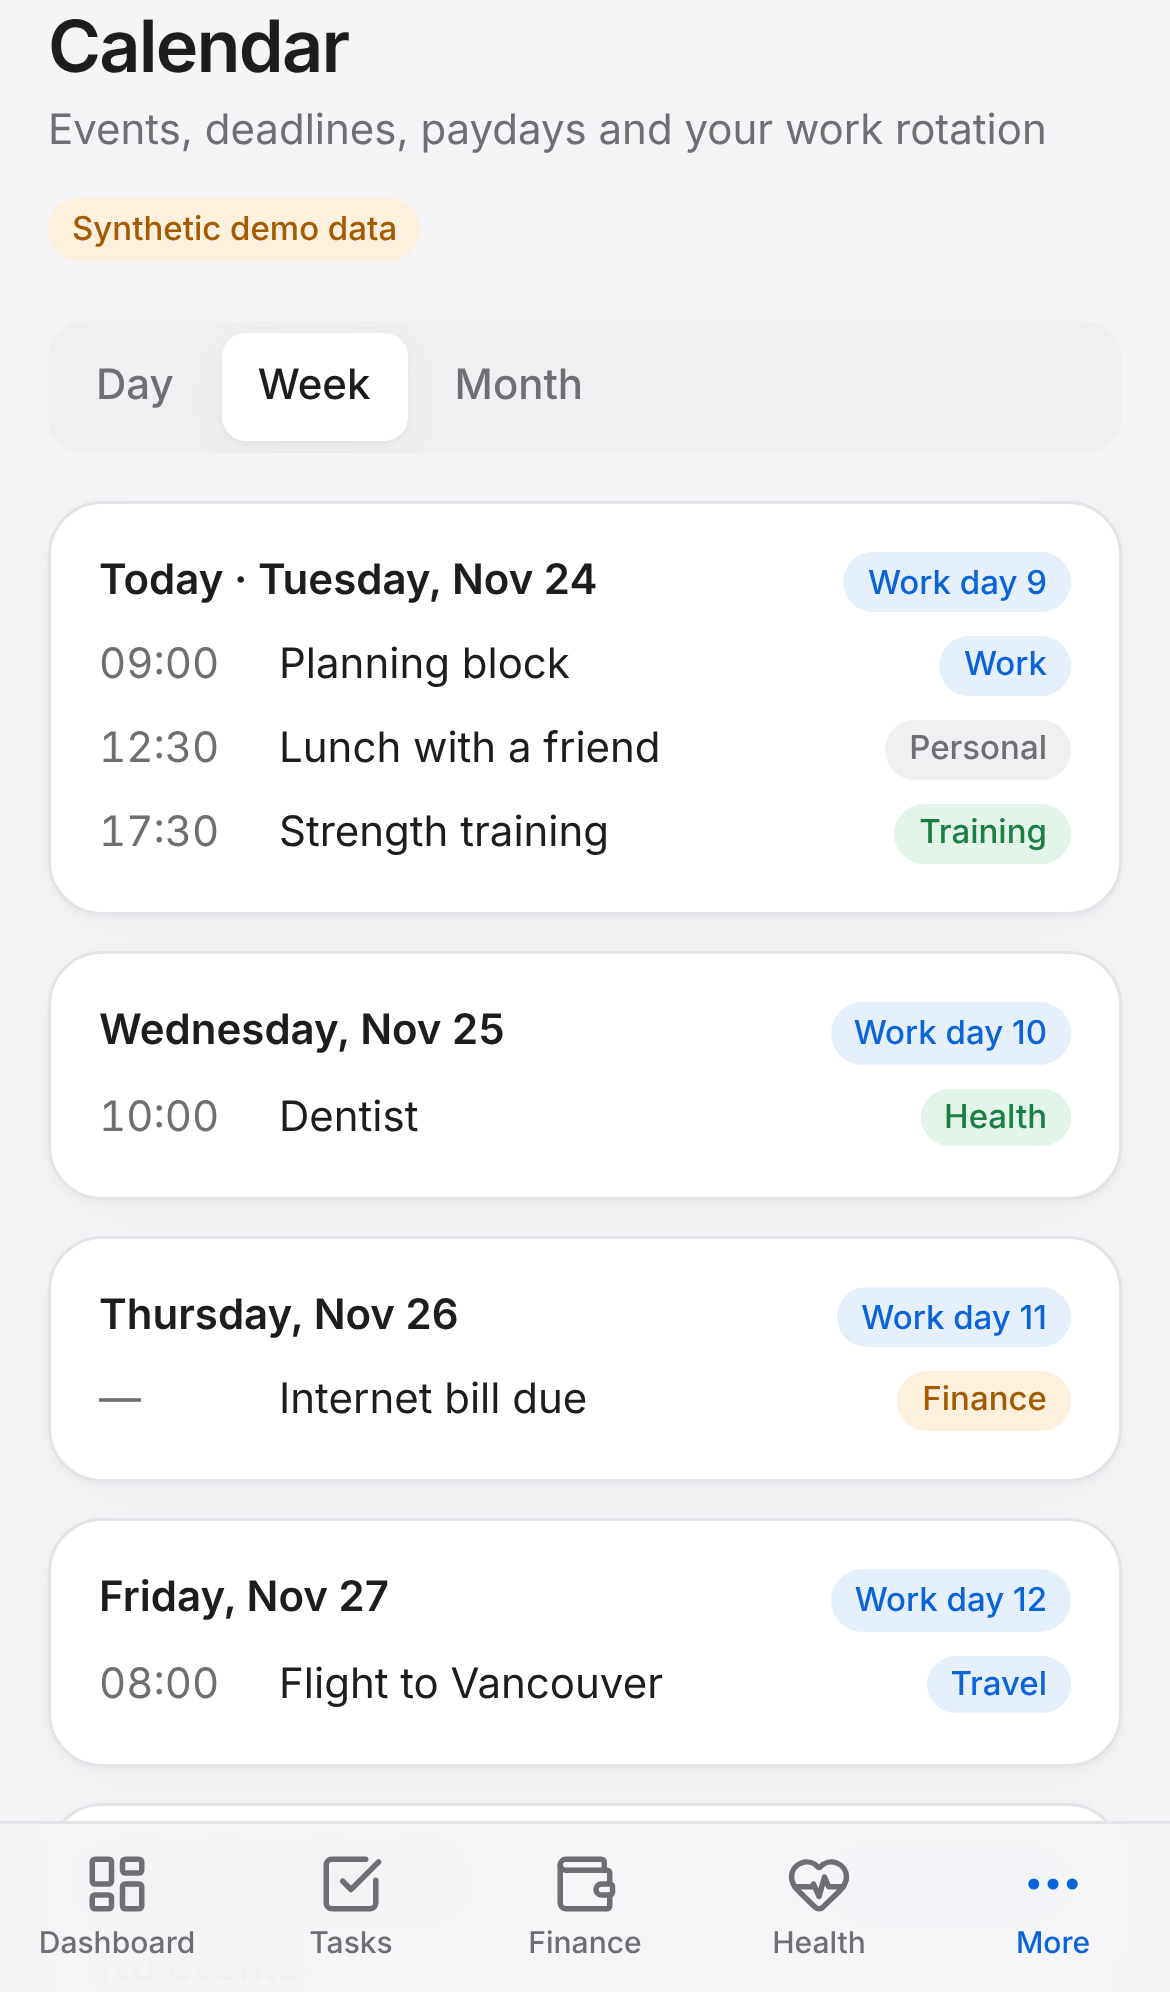 Calendar
Events, deadlines, paydays and your work rotation
Synthetic demo data
Day Week Month
Today · Tuesday, Nov 24 Work day 9
09:00 Planning block Work
12:30 Lunch with a friend Personal
17:30 Strength training Training
Wednesday, Nov 25 Work day 10
10:00 Dentist Health
Thursday, Nov 26 Work day 11
— Internet bill due Finance
Friday, Nov 27 Work day 12
08:00 Flight to Vancouver Travel
Dashboard Tasks Finance Health More
No events